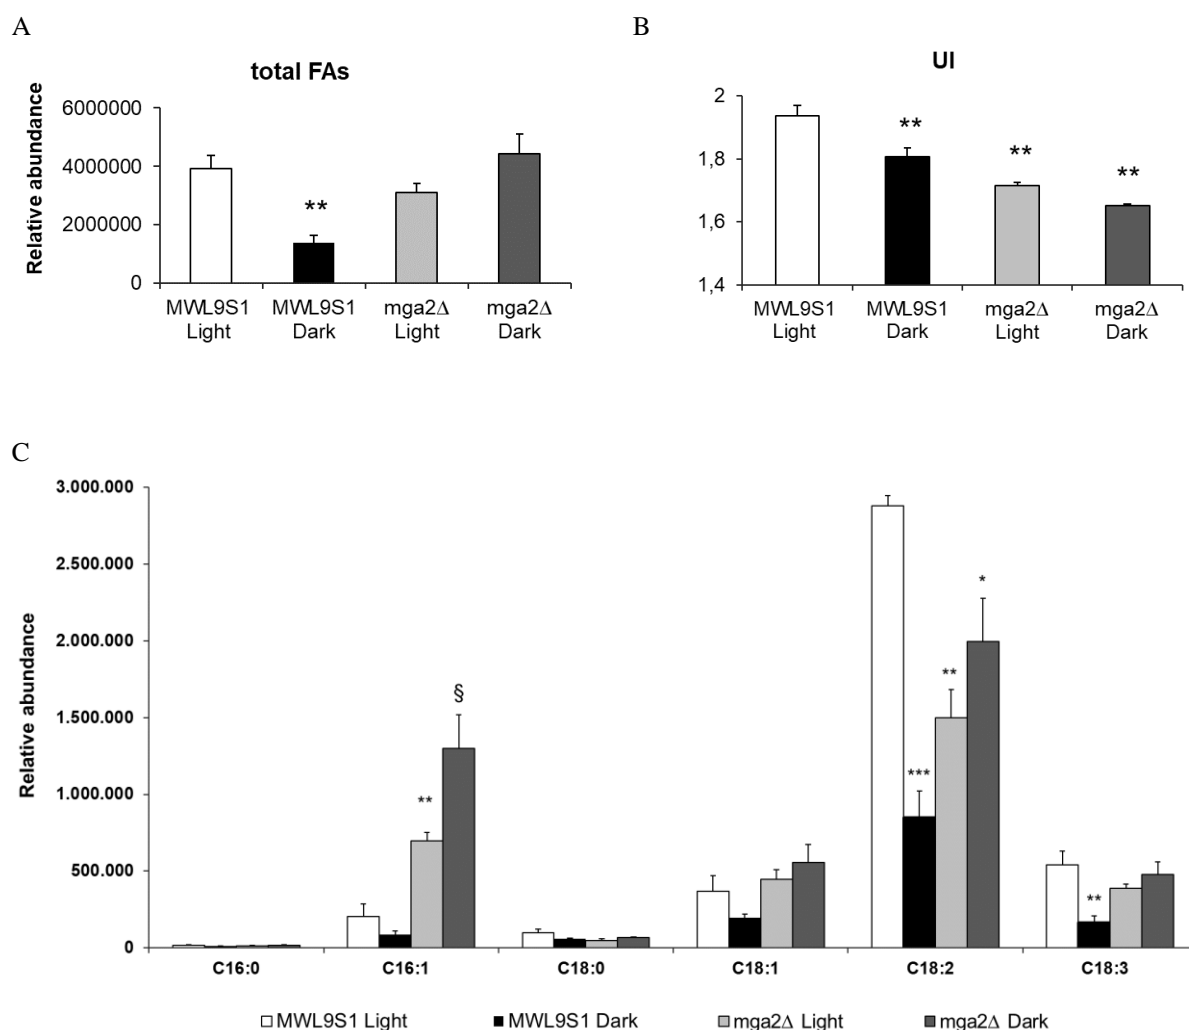 A
total FAs
Relative abundance
6000000
4000000
2000000
0
**
MWL9S1 Light
MWL9S1 Dark
mga2Δ Light
mga2Δ Dark
B
UI
2
1,8
1,6
1,4
**
**
**
MWL9S1 Light
MWL9S1 Dark
mga2Δ Light
mga2Δ Dark
C
Relative abundance
3.000.000
2.500.000
2.000.000
1.500.000
1.000.000
500.000
0
**
§
***
**
*
**
C16:0
C16:1
C18:0
C18:1
C18:2
C18:3
MWL9S1 Light
MWL9S1 Dark
mga2Δ Light
mga2Δ Dark